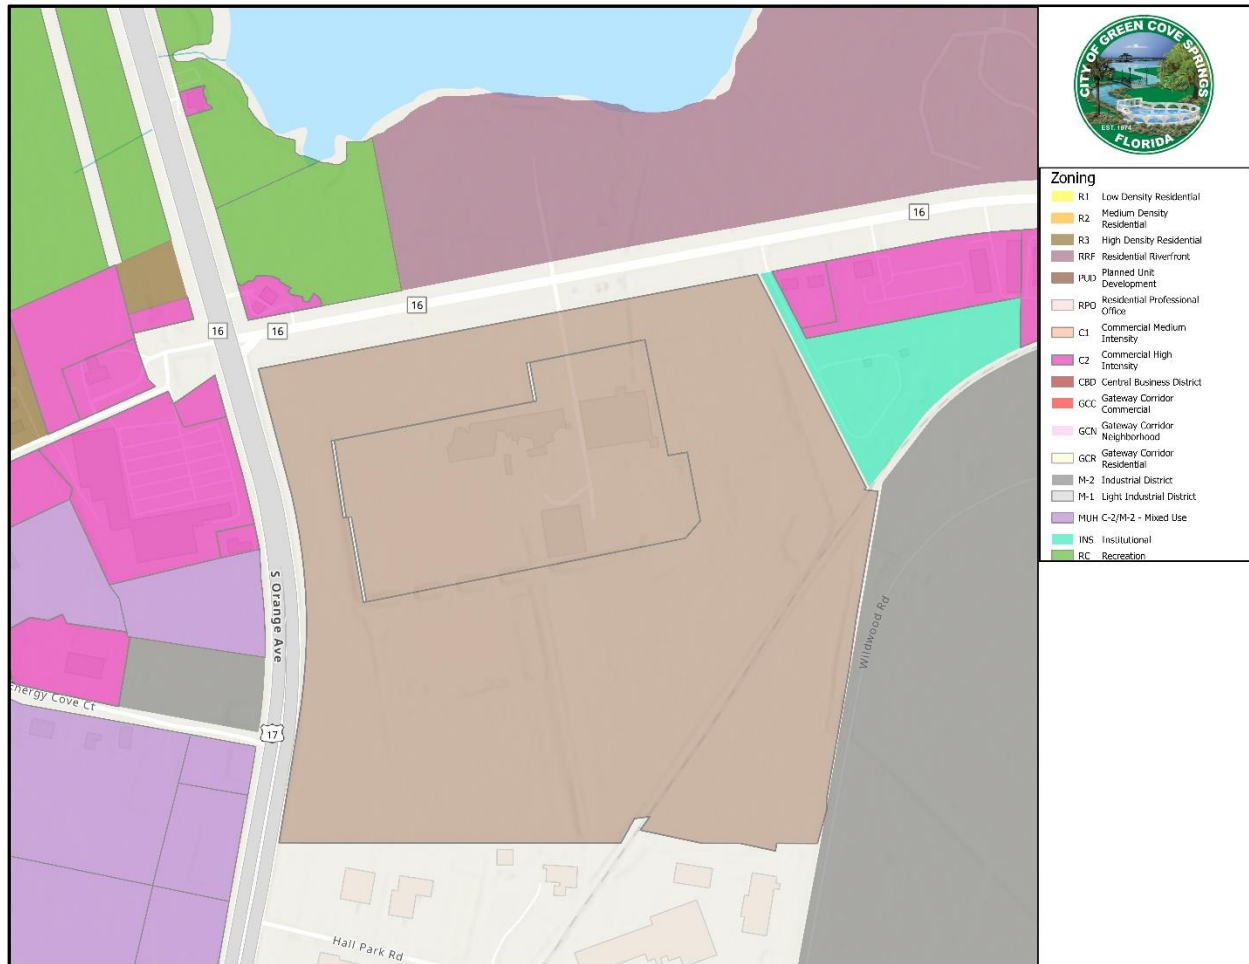 CITY OF GREEN COVE SPRINGS
EST. 1874
FLORIDA
Zoning
R1 Low Density Residential
R2 Medium Density
Residential
R3 High Density Residential
RRF Residential Riverfront
PUD Planned Unit
Development
RPO Residential Professional
Office
C1 Commercial Medium
Intensity
C2 Commercial High
Intensity
CBD Central Business District
GCC Gateway Corridor
Commercial
GCN Gateway Corridor
Neighborhood
GCR Gateway Corridor
Residential
M-2 Industrial District
M-1 Light Industrial District
MUH C-2/M-2 - Mixed Use
INS Institutional
RC Recreation
16
16
16
16
S Orange Ave
Wildwood Rd
Energy Cove Ct
17
Hall Park Rd